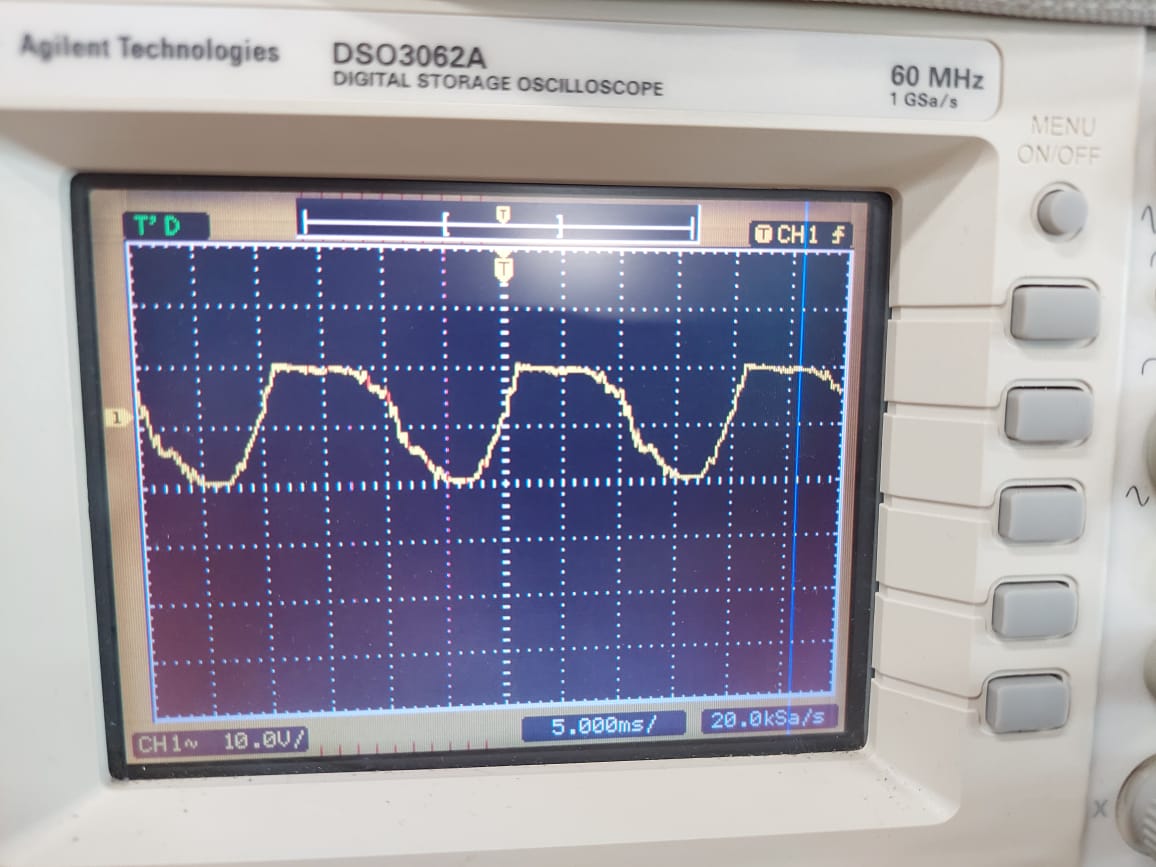 Agilent Technologies
DSO3062A
DIGITAL STORAGE OSCILLOSCOPE
60 MHz
1 GSa/s
MENU
ON/OFF
T
T'D
T CH1
T
1
CH1~ 10.0V/
5.000ms/
20.0kSa/s
X